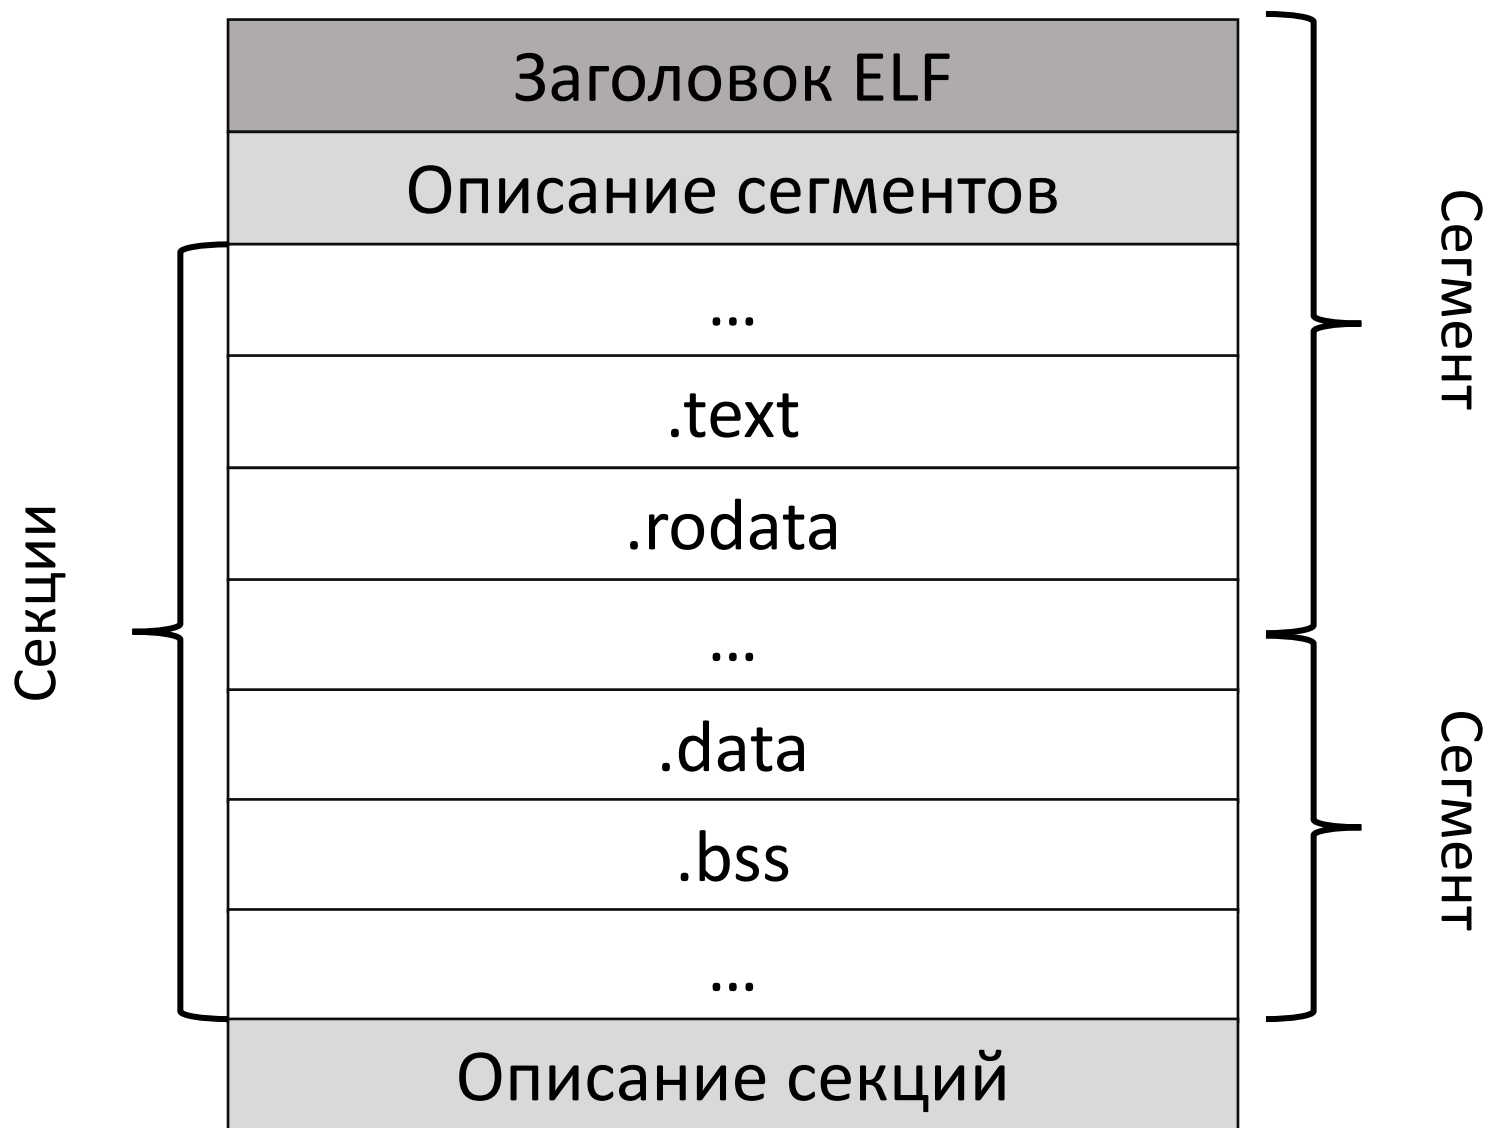 Заголовок ELF
Описание сегментов
…
.text
.rodata
…
.data
.bss
…
Описание секций
Секции
Сегмент
Сегмент